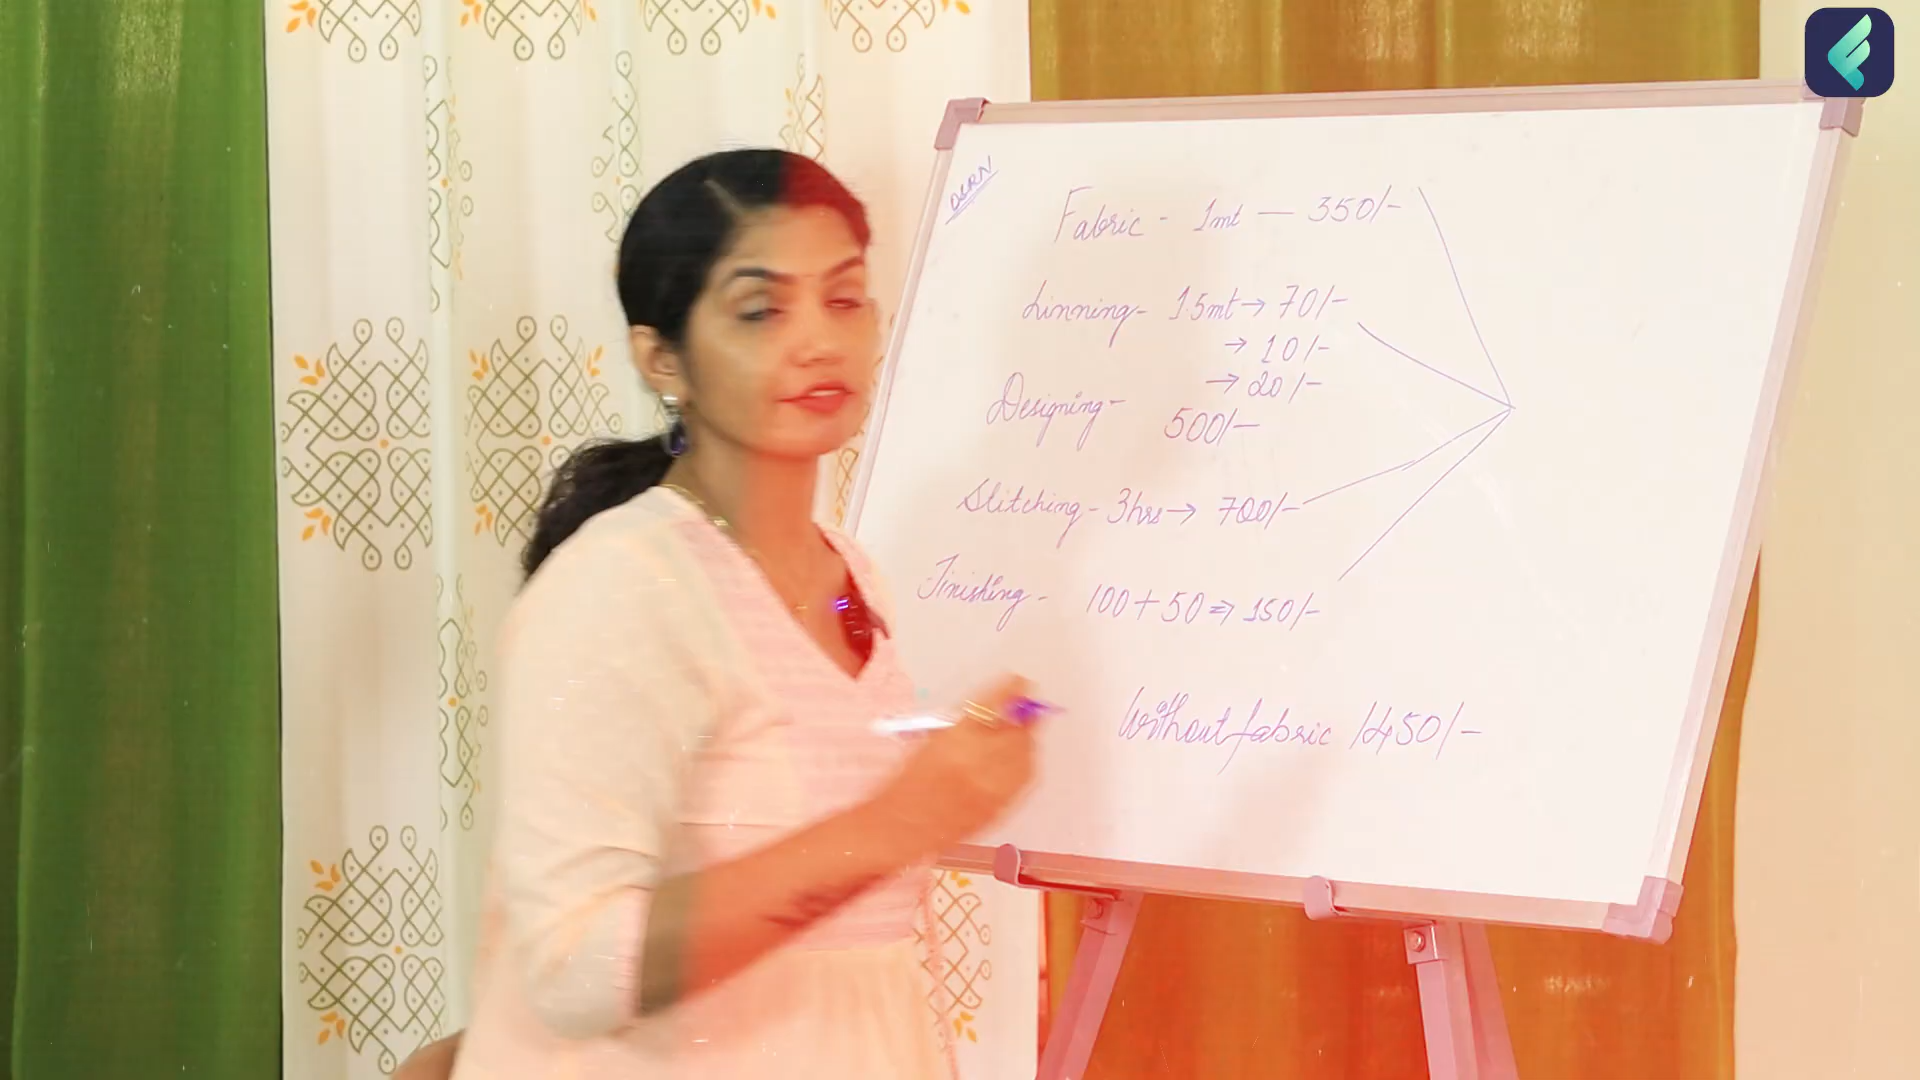 Fabric - 1mt — 350/-
Linning - 1.5mt → 70/-
→ 10/-
→ 20/-
Designing - 500/-
Stitching - 3hrs → 700/-
Finishing - 100 + 50 => 150/-
Without fabric 1450/-